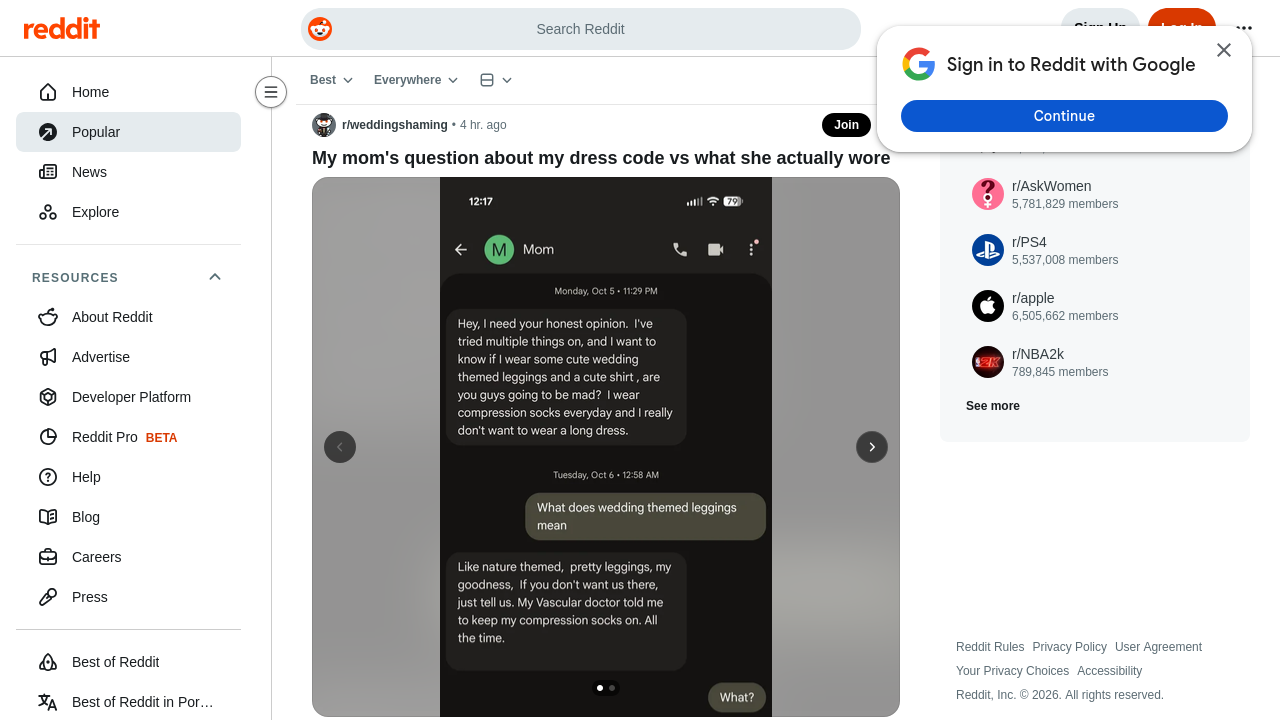 reddit
Search Reddit
Sign in to Reddit with Google
Continue
Home
Popular
News
Explore
RESOURCES
About Reddit
Advertise
Developer Platform
Reddit Pro BETA
Help
Blog
Careers
Press
Best of Reddit
Best of Reddit in Por…
Best
Everywhere
r/weddingshaming • 4 hr. ago
Join
My mom's question about my dress code vs what she actually wore
12:17
79
M
Mom
Monday, Oct 5 • 11:29 PM
Hey, I need your honest opinion. I've
tried multiple things on, and I want to
know if I wear some cute wedding
themed leggings and a cute shirt , are
you guys going to be mad? I wear
compression socks everyday and I really
don't want to wear a long dress.
Tuesday, Oct 6 • 12:58 AM
What does wedding themed leggings
mean
Like nature themed, pretty leggings, my
goodness, If you don't want us there,
just tell us. My Vascular doctor told me
to keep my compression socks on. All
the time.
What?
r/AskWomen
5,781,829 members
r/PS4
5,537,008 members
r/apple
6,505,662 members
r/NBA2k
789,845 members
See more
Reddit Rules Privacy Policy User Agreement
Your Privacy Choices Accessibility
Reddit, Inc. © 2026. All rights reserved.